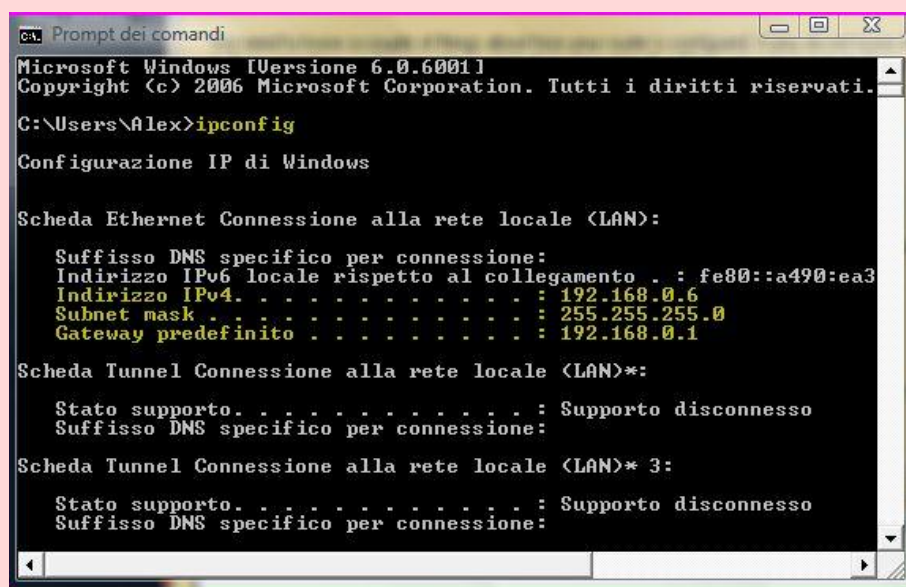 Prompt dei comandi
Microsoft Windows [Versione 6.0.6001]
Copyright (c) 2006 Microsoft Corporation. Tutti i diritti riservati.
C:\Users\Alex>ipconfig
Configurazione IP di Windows
Scheda Ethernet Connessione alla rete locale (LAN):
Suffisso DNS specifico per connessione:
Indirizzo IPv6 locale rispetto al collegamento . : fe80::a490:ea3
Indirizzo IPv4. . . . . . . . . . . . . : 192.168.0.6
Subnet mask . . . . . . . . . . . . . . : 255.255.255.0
Gateway predefinito . . . . . . . . . . : 192.168.0.1
Scheda Tunnel Connessione alla rete locale (LAN)*:
Stato supporto. . . . . . . . . . . . . : Supporto disconnesso
Suffisso DNS specifico per connessione:
Scheda Tunnel Connessione alla rete locale (LAN)* 3:
Stato supporto. . . . . . . . . . . . . : Supporto disconnesso
Suffisso DNS specifico per connessione: